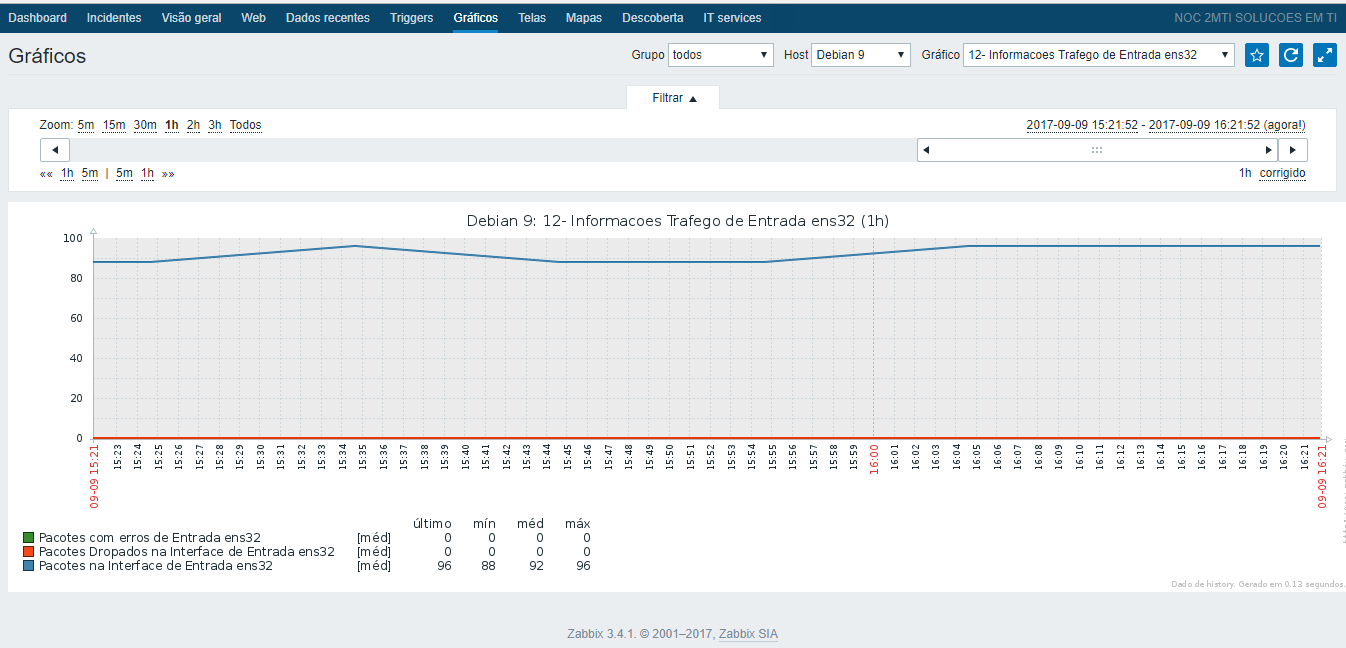 Dashboard Incidentes Visão geral Web Dados recentes Triggers Gráficos Telas Mapas Descoberta IT services NOC 2MTI SOLUCOES EM TI
Gráficos Grupo todos Host Debian 9 Gráfico 12- Informacoes Trafego de Entrada ens32
Filtrar ▲
Zoom: 5m 15m 30m 1h 2h 3h Todos 2017-09-09 15:21:52 - 2017-09-09 16:21:52 (agora!)
«« 1h 5m | 5m 1h »» 1h corrigido
Debian 9: 12- Informacoes Trafego de Entrada ens32 (1h)
100
80
60
40
20
0
09-09 15:21 15:23 15:24 15:25 15:26 15:27 15:28 15:29 15:30 15:31 15:32 15:33 15:34 15:35 15:36 15:37 15:38 15:39 15:40 15:41 15:42 15:43 15:44 15:45 15:46 15:47 15:48 15:49 15:50 15:51 15:52 15:53 15:54 15:55 15:56 15:57 15:58 15:59 16:00 16:01 16:02 16:03 16:04 16:05 16:06 16:07 16:08 16:09 16:10 16:11 16:12 16:13 16:14 16:15 16:16 16:17 16:18 16:19 16:20 16:21 09-09 16:21
último mín méd máx
Pacotes com erros de Entrada ens32 [méd] 0 0 0 0
Pacotes Dropados na Interface de Entrada ens32 [méd] 0 0 0 0
Pacotes na Interface de Entrada ens32 [méd] 96 88 92 96
Dado de history. Gerado em 0.13 segundos.
Zabbix 3.4.1. © 2001–2017, Zabbix SIA